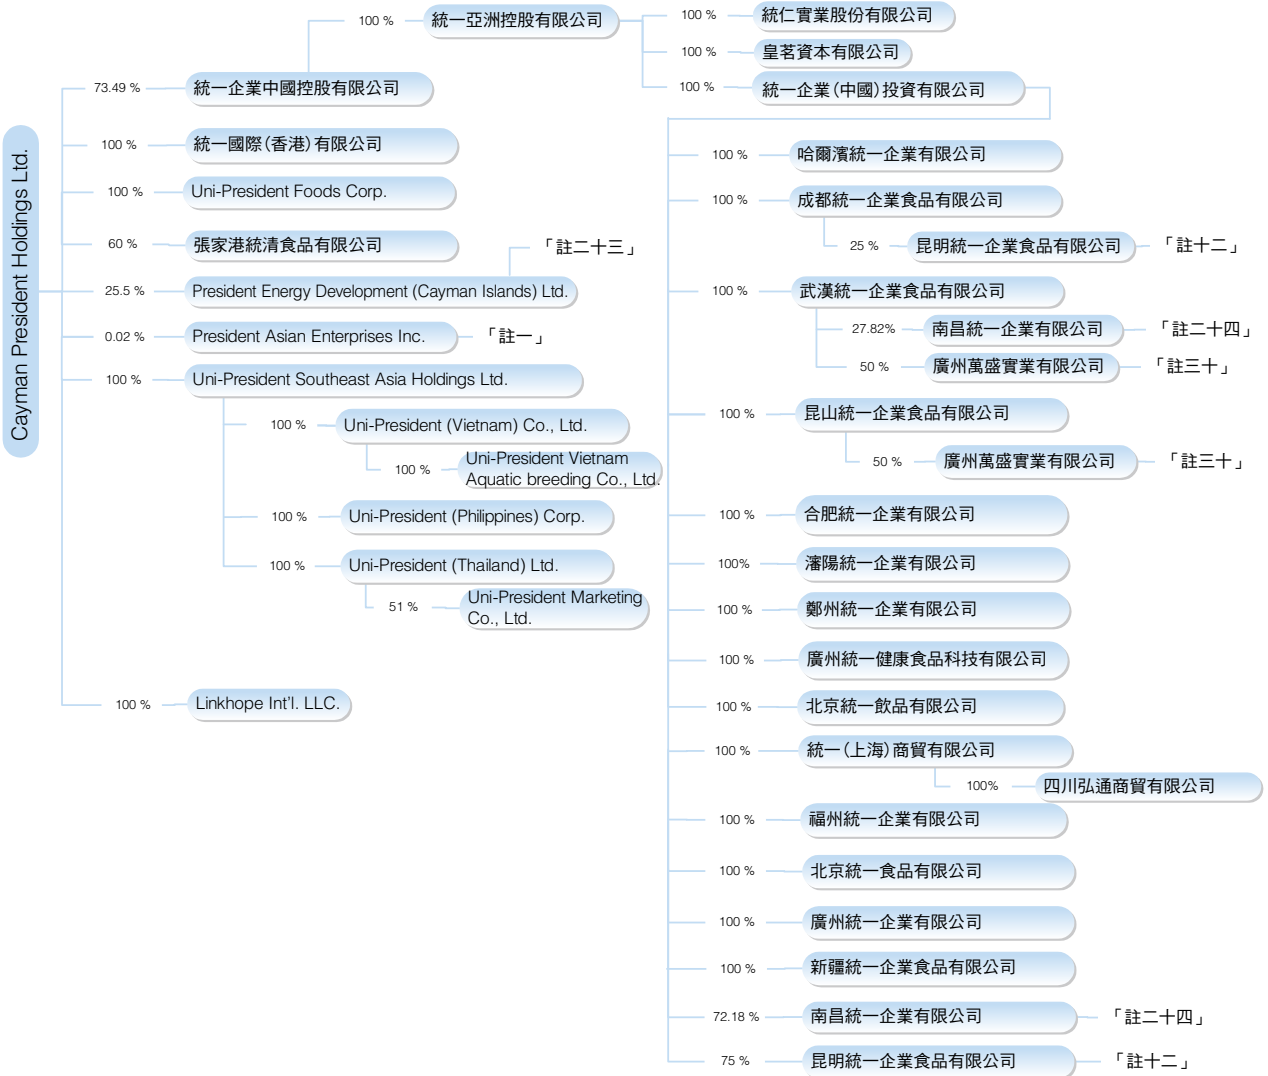 Cayman President Holdings Ltd.
73.49 %
統一企業中國控股有限公司
100 %
統一亞洲控股有限公司
100 %
統仁實業股份有限公司
100 %
皇茗資本有限公司
100 %
統一企業(中國)投資有限公司
100 %
統一國際(香港)有限公司
100 %
Uni-President Foods Corp.
60 %
張家港統清食品有限公司
25.5 %
President Energy Development (Cayman Islands) Ltd.
「註二十三」
0.02 %
President Asian Enterprises Inc.
「註一」
100 %
Uni-President Southeast Asia Holdings Ltd.
100 %
Uni-President (Vietnam) Co., Ltd.
100 %
Uni-President Vietnam
Aquatic breeding Co., Ltd.
100 %
Uni-President (Philippines) Corp.
100 %
Uni-President (Thailand) Ltd.
51 %
Uni-President Marketing
Co., Ltd.
100 %
Linkhope Int'l. LLC.
100 %
哈爾濱統一企業有限公司
100 %
成都統一企業食品有限公司
25 %
昆明統一企業食品有限公司
「註十二」
100 %
武漢統一企業食品有限公司
27.82%
南昌統一企業有限公司
「註二十四」
50 %
廣州萬盛實業有限公司
「註三十」
100 %
昆山統一企業食品有限公司
50 %
廣州萬盛實業有限公司
「註三十」
100 %
合肥統一企業有限公司
100%
瀋陽統一企業有限公司
100 %
鄭州統一企業有限公司
100 %
廣州統一健康食品科技有限公司
100 %
北京統一飲品有限公司
100 %
統一(上海)商貿有限公司
100%
四川弘通商貿有限公司
100 %
福州統一企業有限公司
100 %
北京統一食品有限公司
100 %
廣州統一企業有限公司
100 %
新疆統一企業食品有限公司
72.18 %
南昌統一企業有限公司
「註二十四」
75 %
昆明統一企業食品有限公司
「註十二」